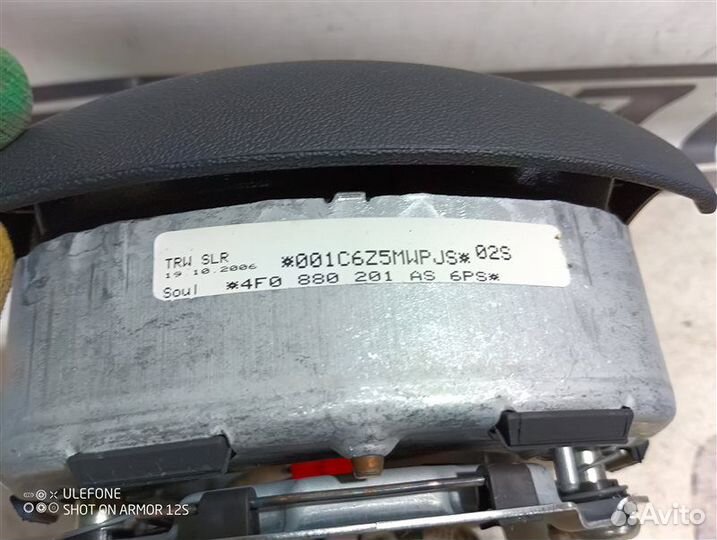 TRW SLR
19.10.2006
Soul
*001C6Z5MWPJS* 02S
*4F0 880 201 AS 6PS*
ULEFONE
SHOT ON ARMOR 12S
Avito